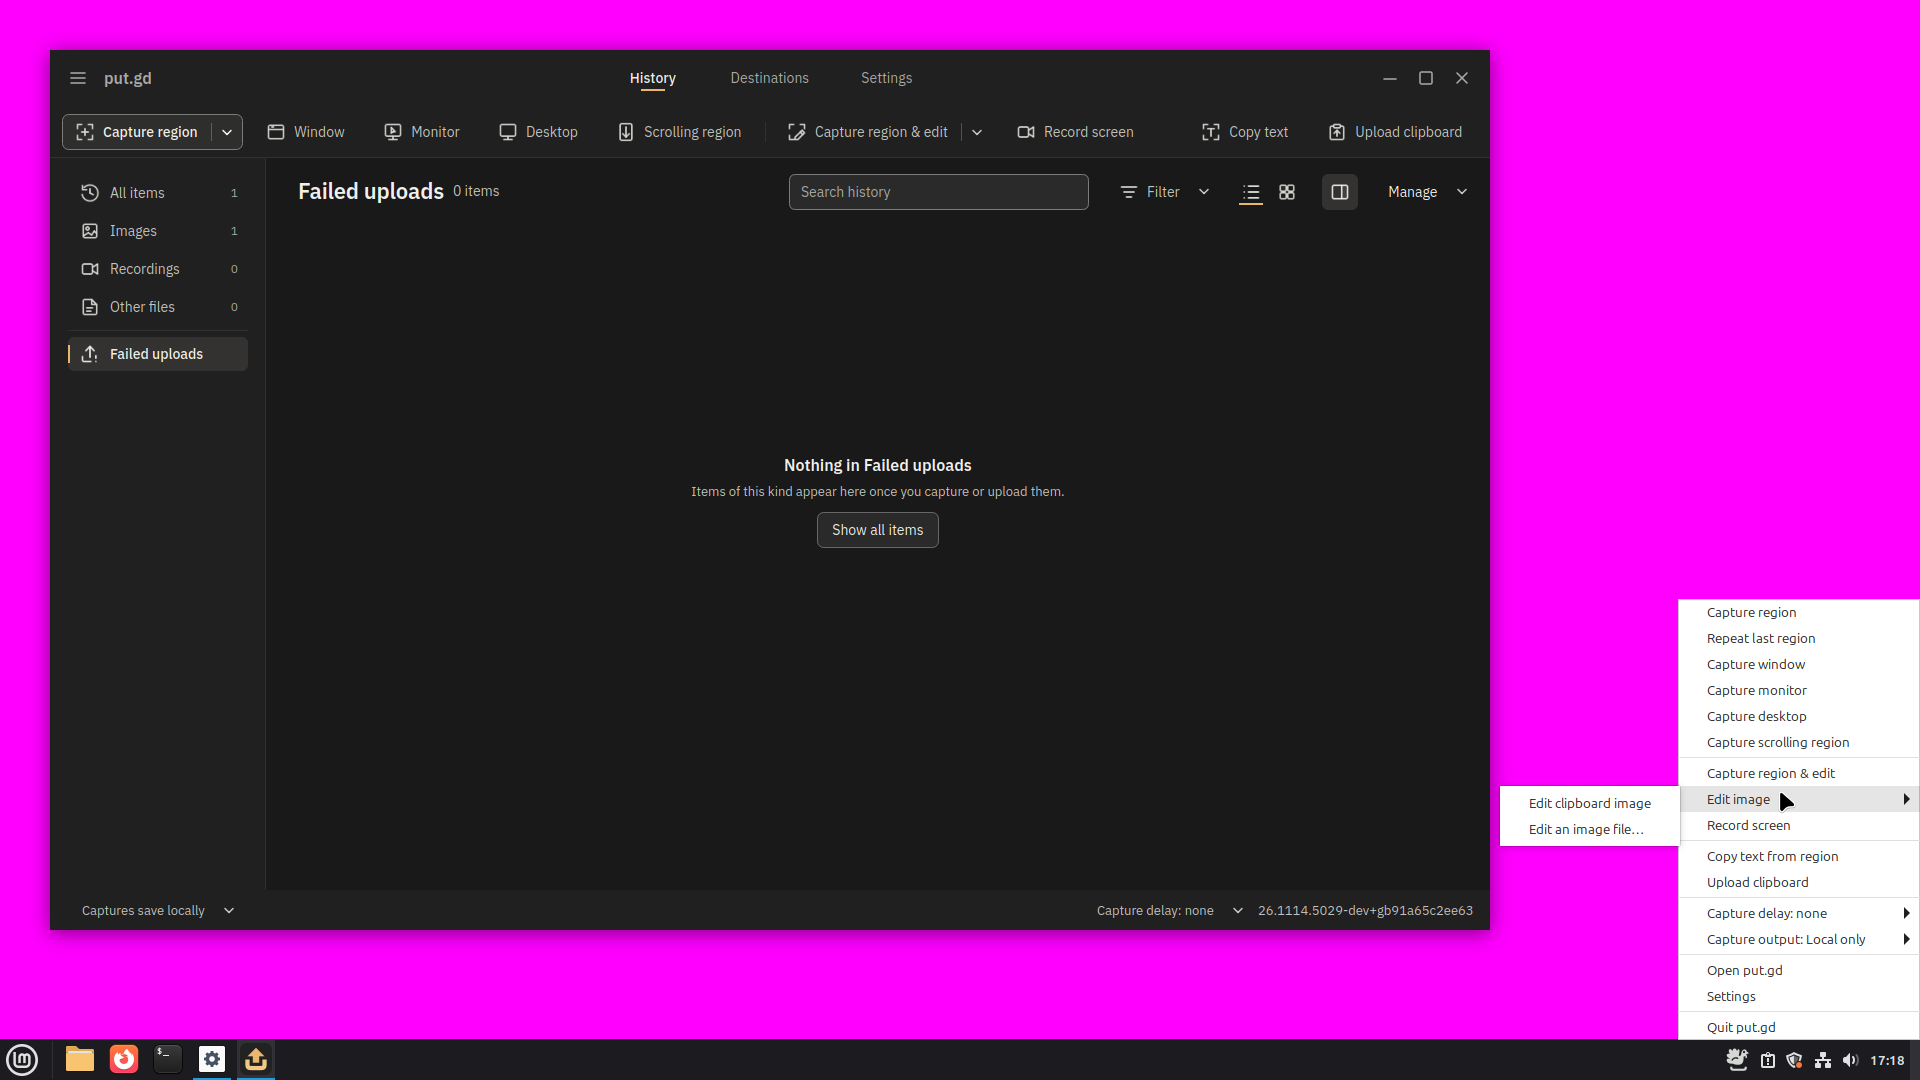 put.gd
History Destinations Settings
Capture region Window Monitor Desktop Scrolling region Capture region & edit Record screen Copy text Upload clipboard
All items 1
Images 1
Recordings 0
Other files 0
Failed uploads
Failed uploads 0 items
Search history
Filter
Manage
Nothing in Failed uploads
Items of this kind appear here once you capture or upload them.
Show all items
Captures save locally
Capture delay: none
26.1114.5029-dev+gb91a65c2ee63
Capture region
Repeat last region
Capture window
Capture monitor
Capture desktop
Capture scrolling region
Capture region & edit
Edit image
Edit clipboard image
Edit an image file...
Record screen
Copy text from region
Upload clipboard
Capture delay: none
Capture output: Local only
Open put.gd
Settings
Quit put.gd
17:18